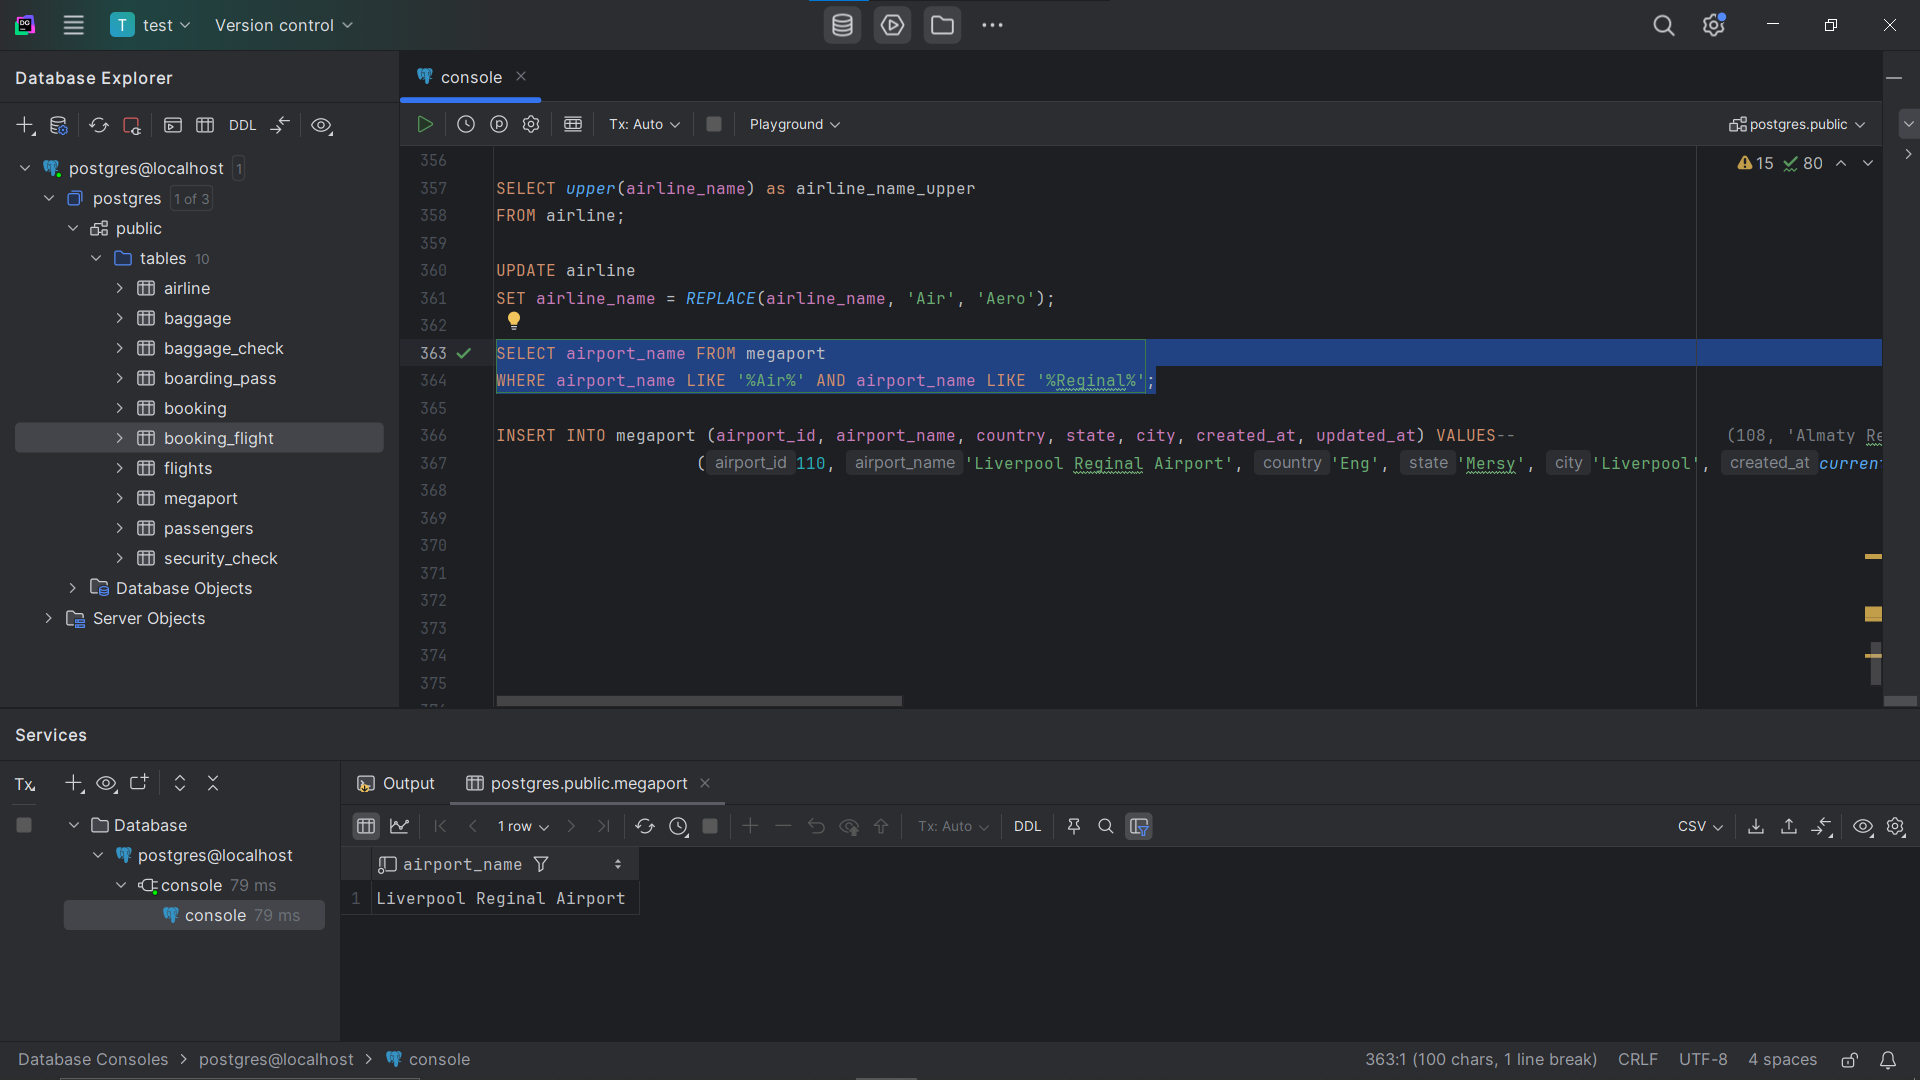 T test Version control
Database Explorer
console
DDL
Tx: Auto
Playground
postgres.public
postgres@localhost 1
postgres 1 of 3
public
tables 10
airline
baggage
baggage_check
boarding_pass
booking
booking_flight
flights
megaport
passengers
security_check
Database Objects
Server Objects
15 80
356
357 SELECT upper(airline_name) as airline_name_upper
358 FROM airline;
359
360 UPDATE airline
361 SET airline_name = REPLACE(airline_name, 'Air', 'Aero');
362
363 SELECT airport_name FROM megaport
364 WHERE airport_name LIKE '%Air%' AND airport_name LIKE '%Reginal%';
365
366 INSERT INTO megaport (airport_id, airport_name, country, state, city, created_at, updated_at) VALUES-- (108, 'Almaty Re
367 ( airport_id 110, airport_name 'Liverpool Reginal Airport', country 'Eng', state 'Mersy', city 'Liverpool', created_at curren
368
369
370
371
372
373
374
375
Services
Tx
Database
postgres@localhost
console 79 ms
console 79 ms
Output postgres.public.megaport
1 row
Tx: Auto
DDL
CSV
airport_name
1 Liverpool Reginal Airport
Database Consoles > postgres@localhost > console
363:1 (100 chars, 1 line break) CRLF UTF-8 4 spaces